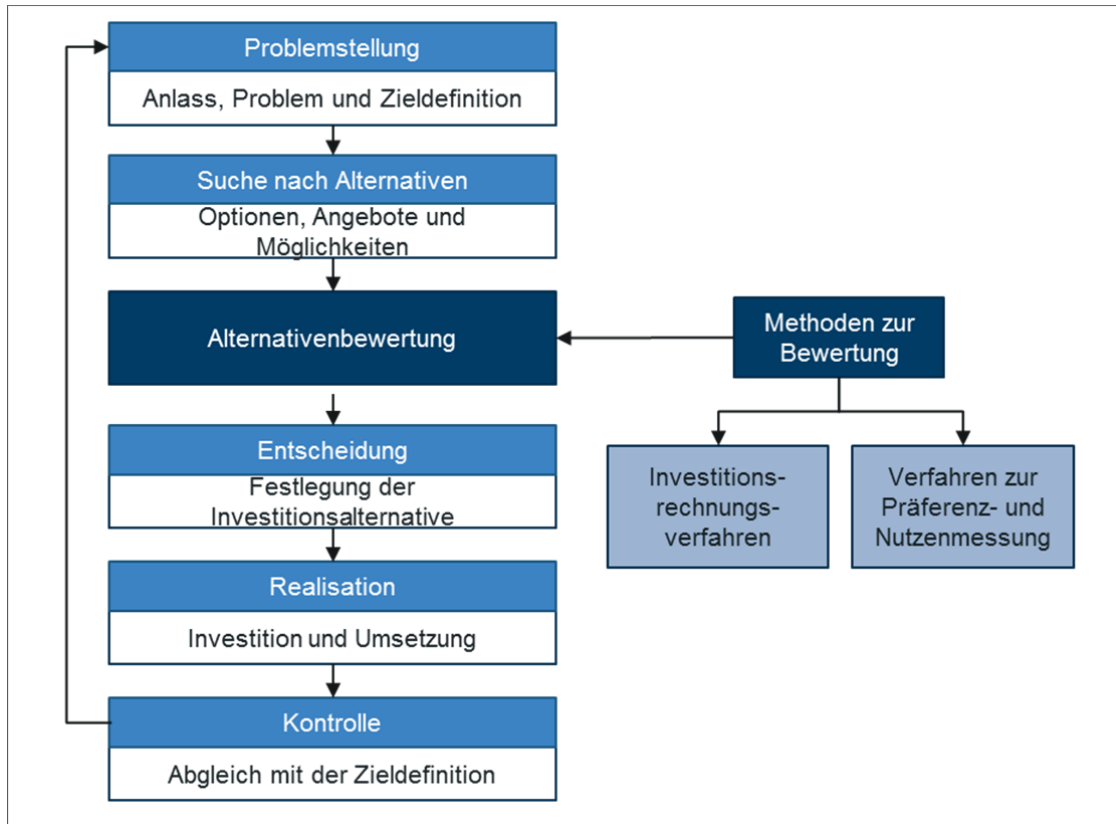 Problemstellung
Anlass, Problem und Zieldefinition
Suche nach Alternativen
Optionen, Angebote und
Möglichkeiten
Alternativenbewertung
Methoden zur
Bewertung
Entscheidung
Festlegung der
Investitionsalternative
Investitions-
rechnungs-
verfahren
Verfahren zur
Präferenz- und
Nutzenmessung
Realisation
Investition und Umsetzung
Kontrolle
Abgleich mit der Zieldefinition